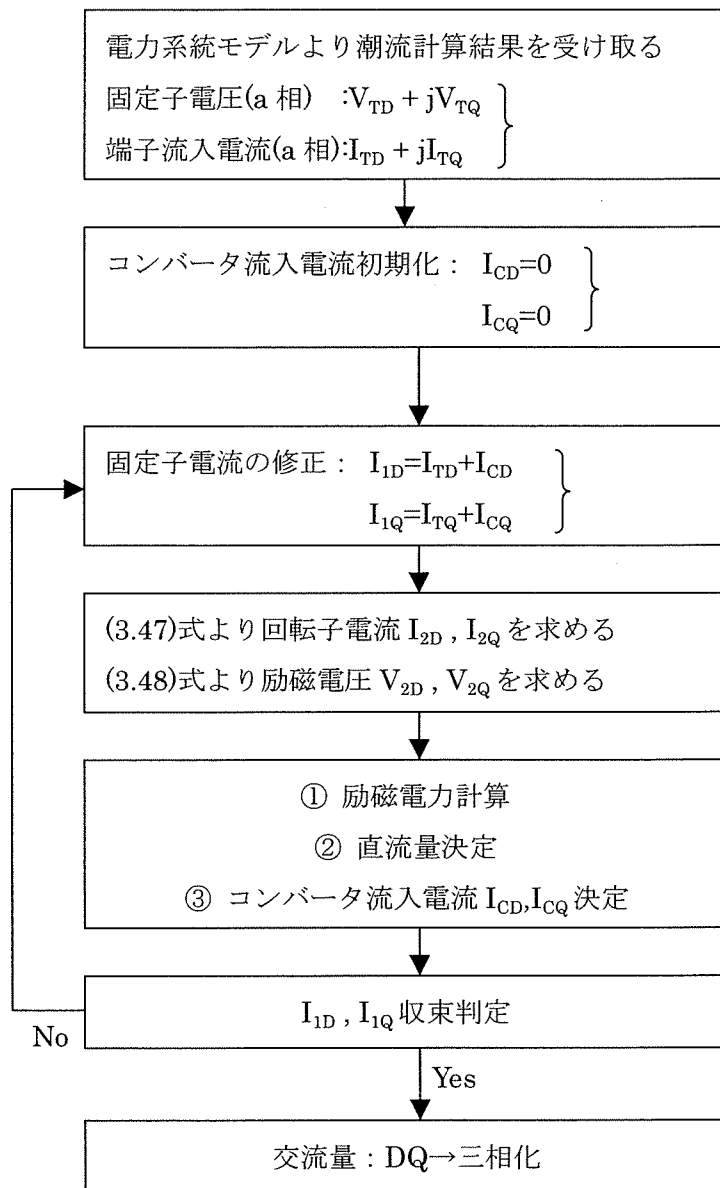 電力系統モデルより潮流計算結果を受け取る
固定子電圧(a 相) :V_TD + jV_TQ
端子流入電流(a 相):I_TD + jI_TQ
コンバータ流入電流初期化: I_CD=0
I_CQ=0
固定子電流の修正: I_1D=I_TD+I_CD
I_1Q=I_TQ+I_CQ
(3.47)式より回転子電流 I_2D , I_2Q を求める
(3.48)式より励磁電圧 V_2D , V_2Q を求める
① 励磁電力計算
② 直流量決定
③ コンバータ流入電流 I_CD,I_CQ 決定
I_1D , I_1Q 収束判定
No
Yes
交流量:DQ→三相化